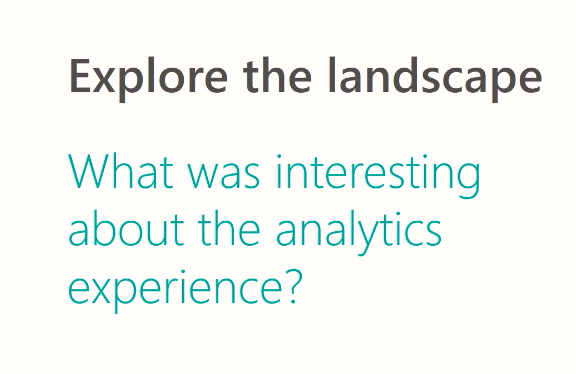 Explore the landscape
What was interesting
about the analytics
experience?